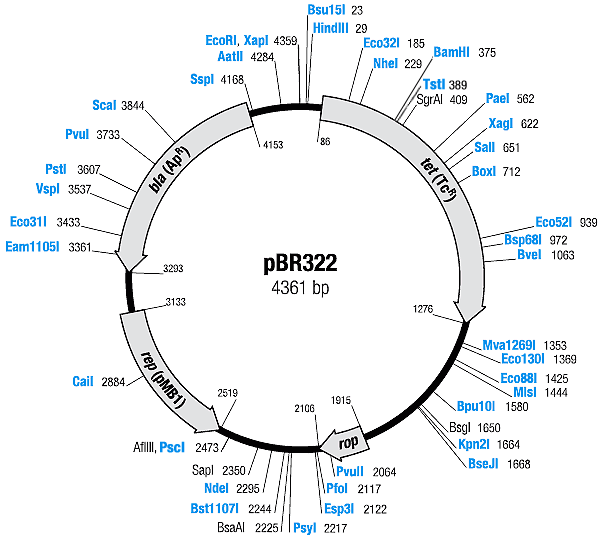 Bsu15I 23
HindIII 29
EcoRI, XapI 4359
AatII 4284
SspI 4168
Eco32I 185
NheI 229
BamHI 375
TstI 389
SgrAI 409
PaeI 562
XagI 622
SalI 651
BoxI 712
ScaI 3844
PvuI 3733
PstI 3607
VspI 3537
Eco31I 3433
Eam1105I 3361
4153
86
bla (ApR)
tet (TcR)
Eco52I 939
Bsp68I 972
BveI 1063
pBR322
4361 bp
3293
3133
1276
Mva1269I 1353
Eco130I 1369
Eco88I 1425
MlsI 1444
Bpu10I 1580
BsgI 1650
Kpn2I 1664
BseJI 1668
rep (pMB1)
CaiI 2884
2519
2106
1915
rop
AflIII, PscI 2473
SapI 2350
NdeI 2295
Bst1107I 2244
BsaAI 2225
PsyI 2217
PvuII 2064
PfoI 2117
Esp3I 2122